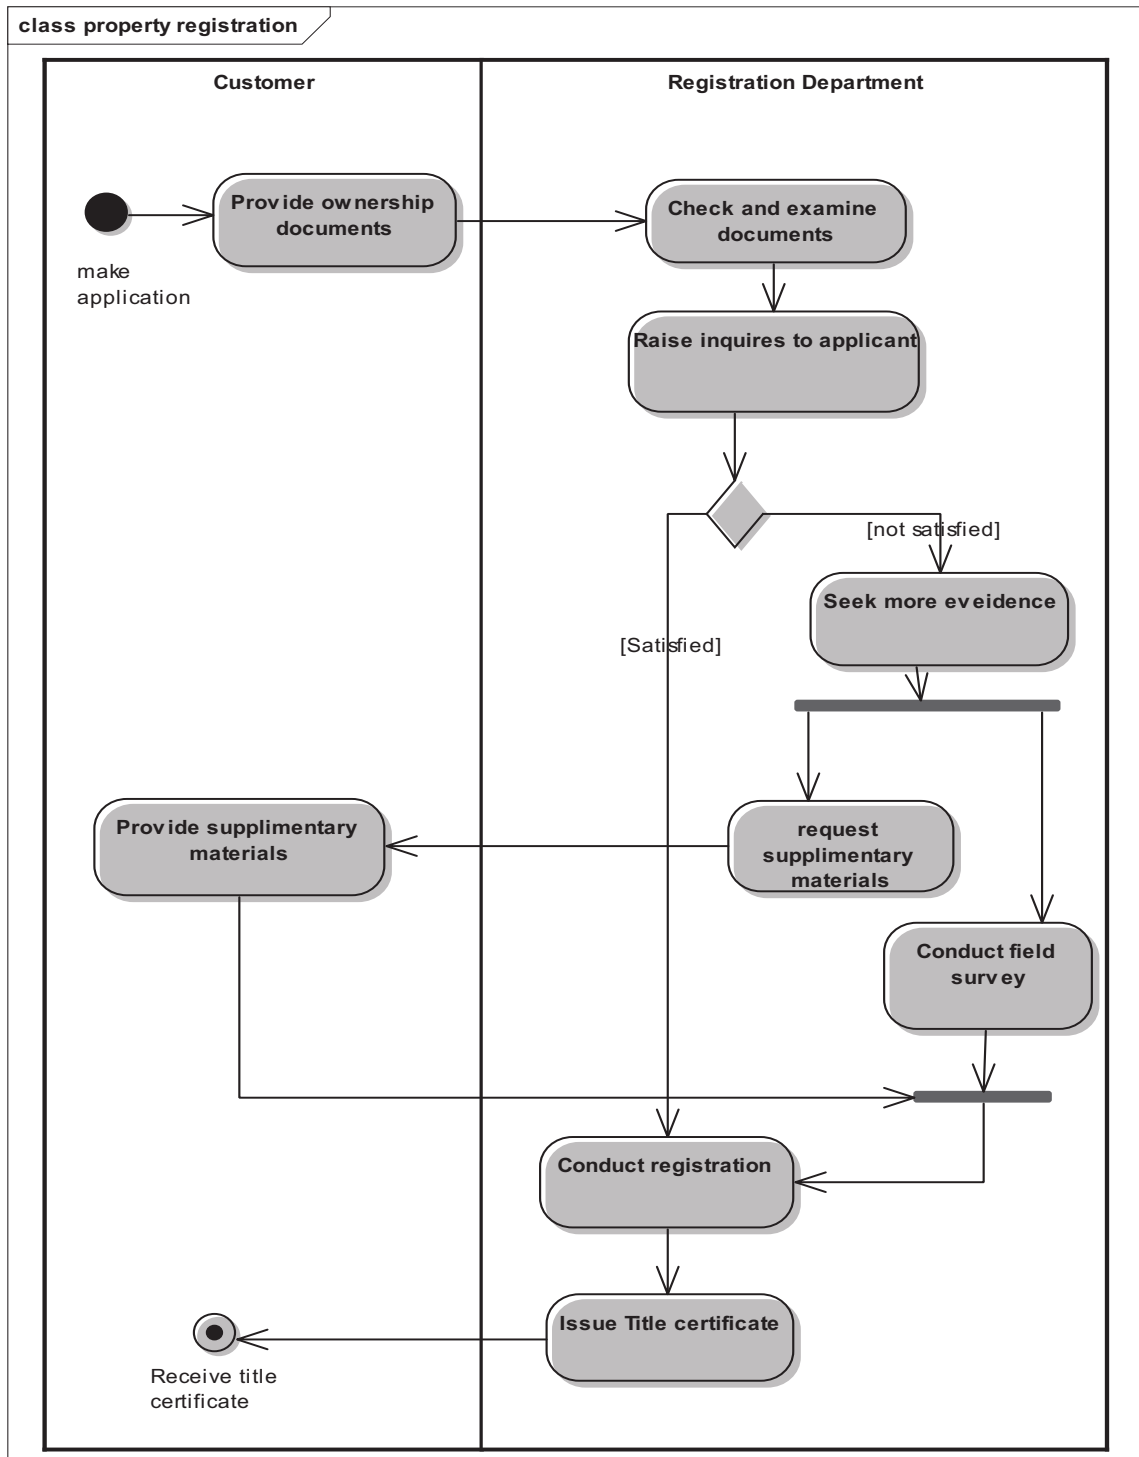 class property registration
Customer
Registration Department
Provide ownership
documents
Check and examine
documents
make
application
Raise inquires to applicant
[not satisfied]
Seek more eveidence
[Satisfied]
Provide supplimentary
materials
request
supplimentary
materials
Conduct field
survey
Conduct registration
Issue Title certificate
Receive title
certificate